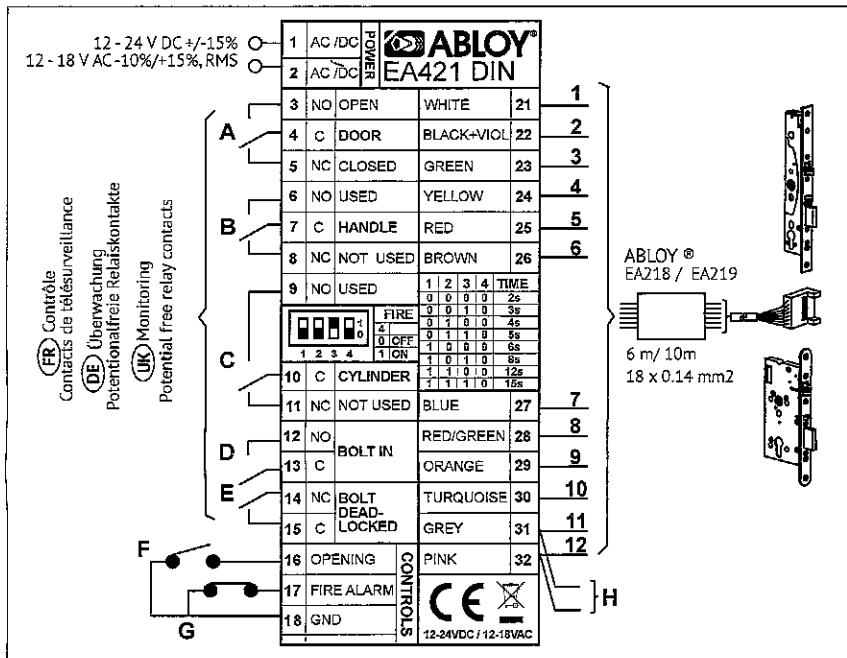 12 - 24 V DC +/-15%
12 - 18 V AC -10%/+15%, RMS
1 AC /DC
2 AC /DC
POWER
ABLOY®
EA421 DIN
3 NO OPEN WHITE 21 1
4 C DOOR BLACK+VIOL 22 2
5 NC CLOSED GREEN 23 3
6 NO USED YELLOW 24 4
7 C HANDLE RED 25 5
8 NC NOT USED BROWN 26 6
9 NO USED
1 2 3 4 TIME
0 0 0 0 2s
0 0 1 0 3s
0 1 0 0 4s
0 1 1 0 5s
1 0 0 0 6s
1 0 1 0 8s
1 1 0 0 12s
1 1 1 0 15s
1
0
1 2 3 4
FIRE
4
0 OFF
1 ON
10 C CYLINDER
11 NC NOT USED BLUE 27 7
12 NO RED/GREEN 28 8
BOLT IN
13 C ORANGE 29 9
14 NC BOLT DEAD- TURQUOISE 30 10
15 C LOCKED GREY 31 11
16 OPENING PINK 32 12
17 FIRE ALARM
18 GND
CONTROLS
CE
12-24VDC / 12-18VAC
A
B
C
D
E
F
G
H
FR Contrôle
Contacts de télésurveillance
DE Überwachung
Potentionalfreie Relaiskontakte
UK Monitoring
Potential free relay contacts
ABLOY ®
EA218 / EA219
6 m/ 10m
18 x 0.14 mm2